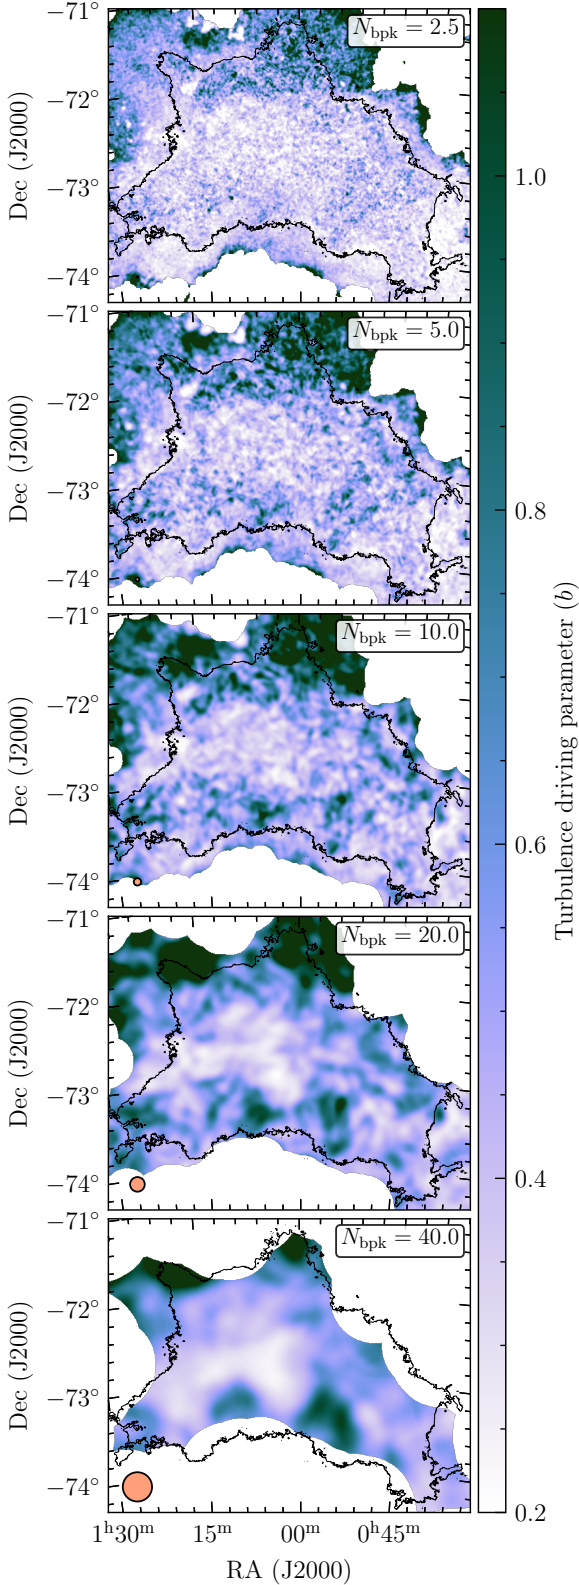 −71°
−72°
−73°
−74°
Dec (J2000)
N_bpk = 2.5
−71°
−72°
−73°
−74°
Dec (J2000)
N_bpk = 5.0
−71°
−72°
−73°
−74°
Dec (J2000)
N_bpk = 10.0
−71°
−72°
−73°
−74°
Dec (J2000)
N_bpk = 20.0
−71°
−72°
−73°
−74°
Dec (J2000)
N_bpk = 40.0
1ʰ30ᵐ 15ᵐ 00ᵐ 0ʰ45ᵐ
RA (J2000)
1.0
0.8
0.6
0.4
0.2
Turbulence driving parameter (b)